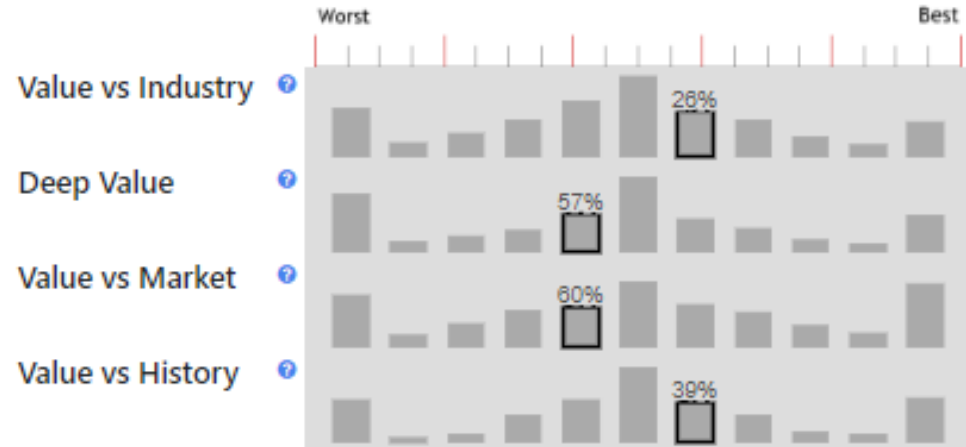 Worst Best
Value vs Industry ?
26%
Deep Value ?
57%
Value vs Market ?
60%
Value vs History ?
39%